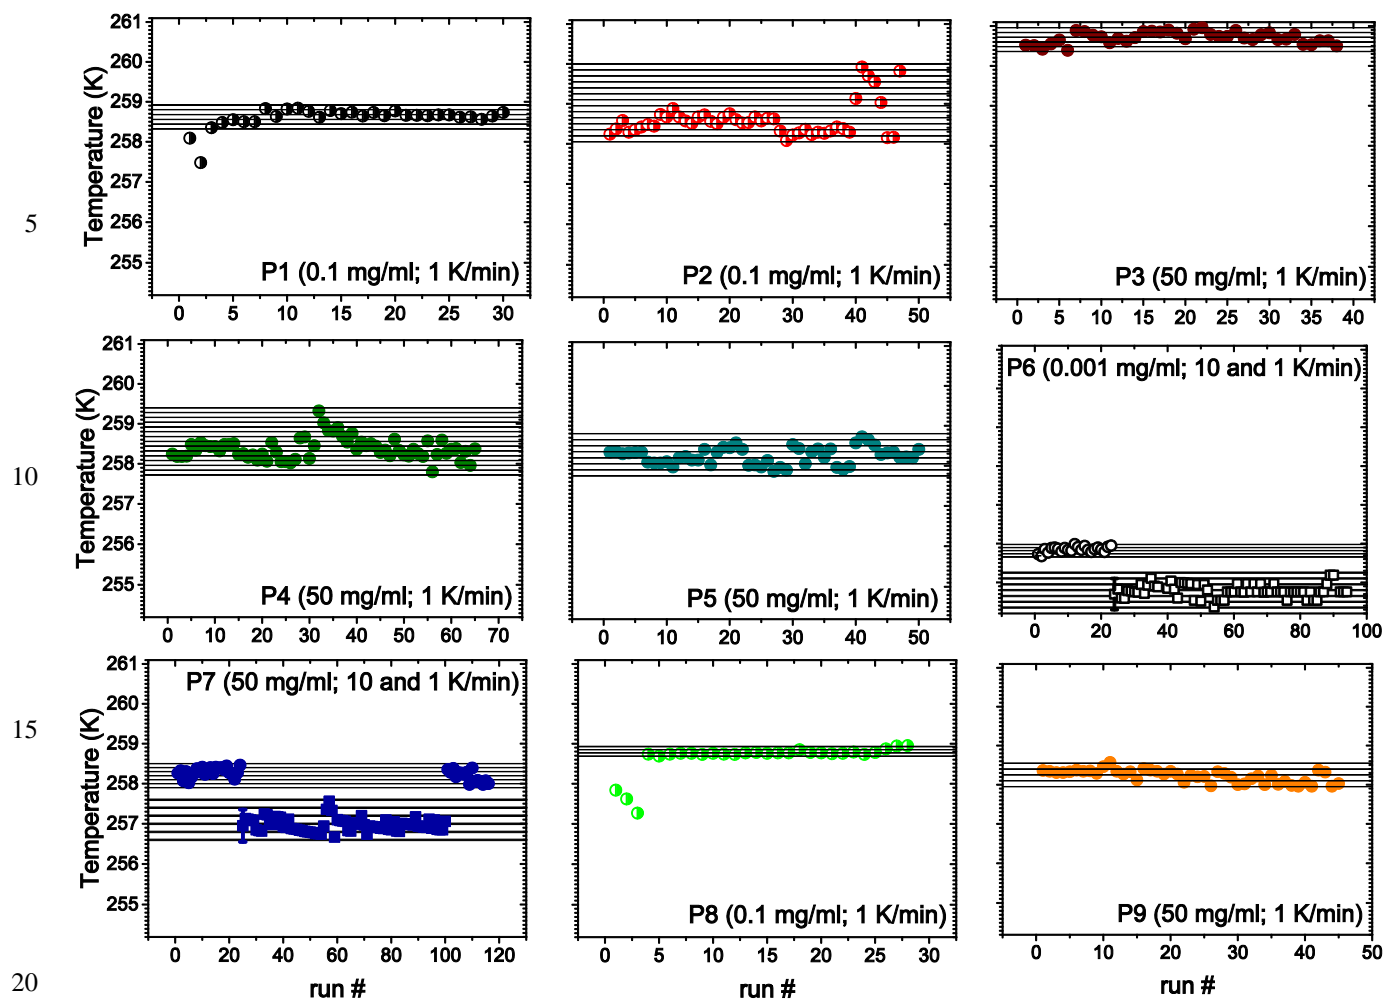 261
260
259
258
257
256
255
Temperature (K)
P1 (0.1 mg/ml; 1 K/min)
0 5 10 15 20 25 30
P2 (0.1 mg/ml; 1 K/min)
0 10 20 30 40 50
P3 (50 mg/ml; 1 K/min)
0 5 10 15 20 25 30 35 40
5
261
260
259
258
257
256
255
Temperature (K)
P4 (50 mg/ml; 1 K/min)
0 10 20 30 40 50 60 70
P5 (50 mg/ml; 1 K/min)
0 10 20 30 40 50
P6 (0.001 mg/ml; 10 and 1 K/min)
0 20 40 60 80 100
10
261
260
259
258
257
256
255
Temperature (K)
P7 (50 mg/ml; 10 and 1 K/min)
0 20 40 60 80 100 120
run #
P8 (0.1 mg/ml; 1 K/min)
0 5 10 15 20 25 30
run #
P9 (50 mg/ml; 1 K/min)
0 10 20 30 40 50
run #
15
20